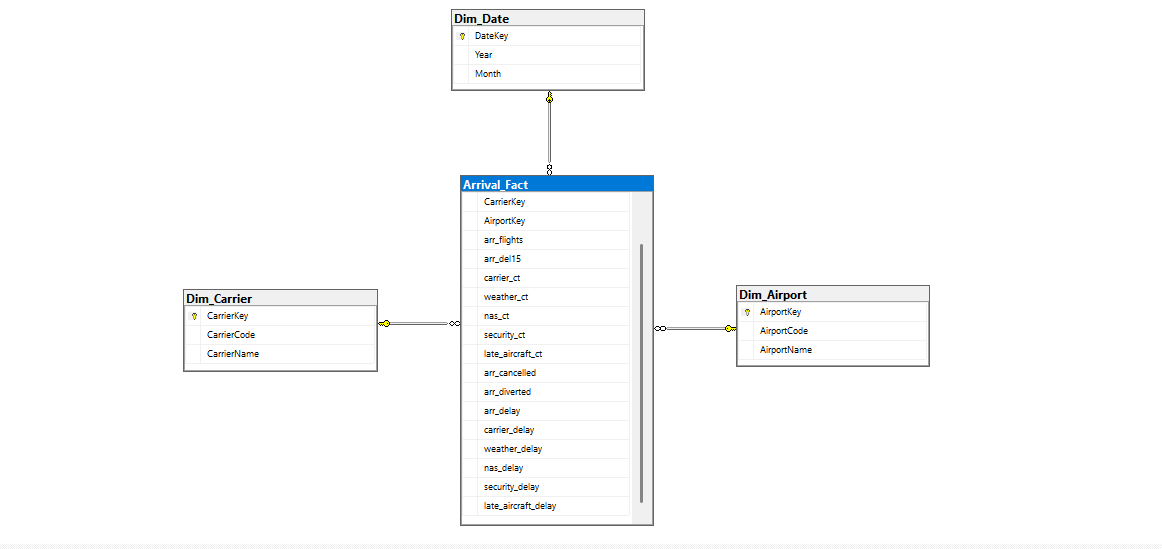 Dim_Date
DateKey
Year
Month
Arrival_Fact
CarrierKey
AirportKey
arr_flights
arr_del15
carrier_ct
weather_ct
nas_ct
security_ct
late_aircraft_ct
arr_cancelled
arr_diverted
arr_delay
carrier_delay
weather_delay
nas_delay
security_delay
late_aircraft_delay
Dim_Carrier
CarrierKey
CarrierCode
CarrierName
Dim_Airport
AirportKey
AirportCode
AirportName